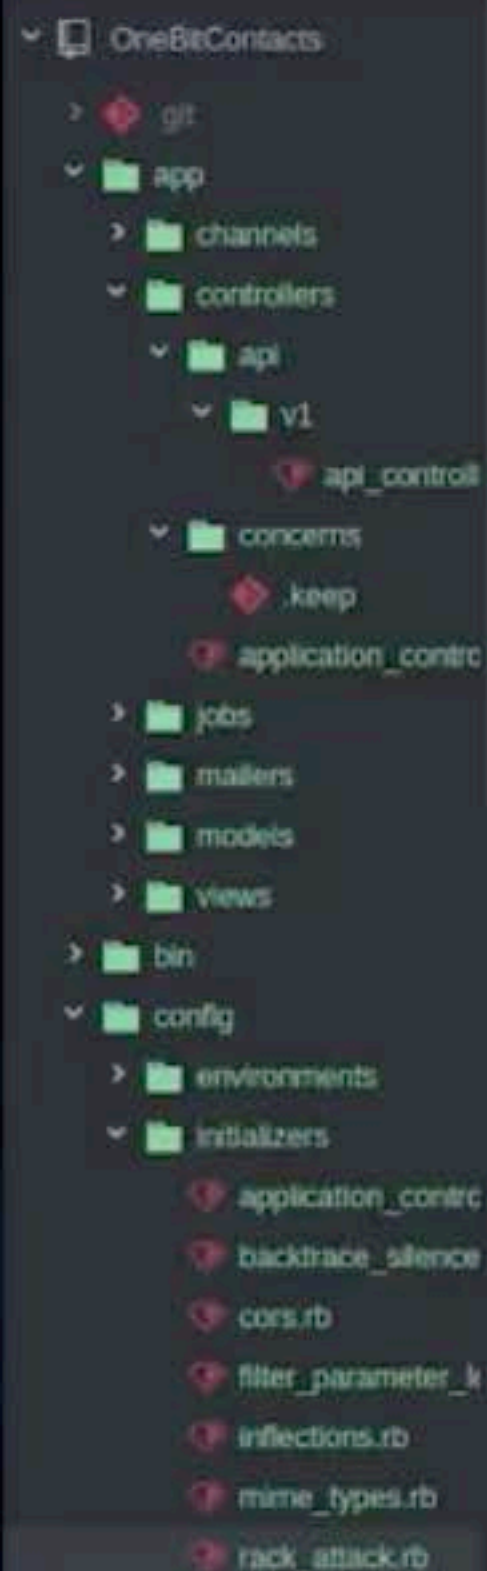 OneBitContacts
git
app
channels
controllers
api
v1
api_controll
concerns
.keep
application_contrc
jobs
mailers
models
views
bin
config
environments
initializers
application_contrc
backtrace_silence
cors.rb
filter_parameter_l
inflections.rb
mime_types.rb
rack_attack.rb